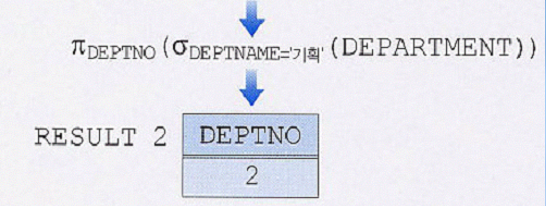 πDEPTNO(σDEPTNAME='기획'(DEPARTMENT))
RESULT 2 DEPTNO
2